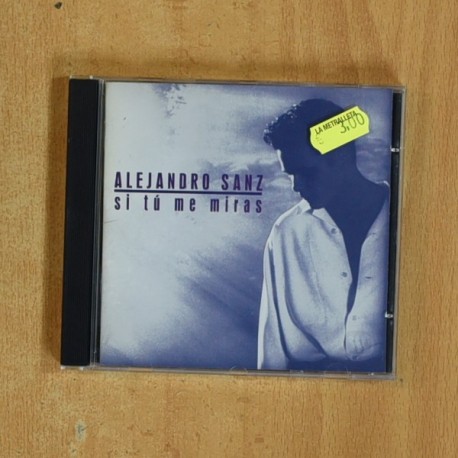 LA METRALLETA
3,00
ALEJANDRO SANZ
si tú me miras